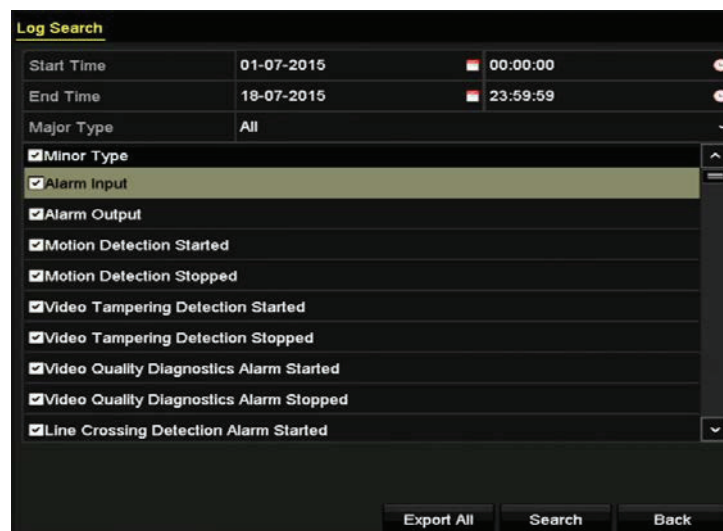 Log Search
Start Time 01-07-2015 00:00:00
End Time 18-07-2015 23:59:59
Major Type All
Minor Type
Alarm Input
Alarm Output
Motion Detection Started
Motion Detection Stopped
Video Tampering Detection Started
Video Tampering Detection Stopped
Video Quality Diagnostics Alarm Started
Video Quality Diagnostics Alarm Stopped
Line Crossing Detection Alarm Started
Export All Search Back